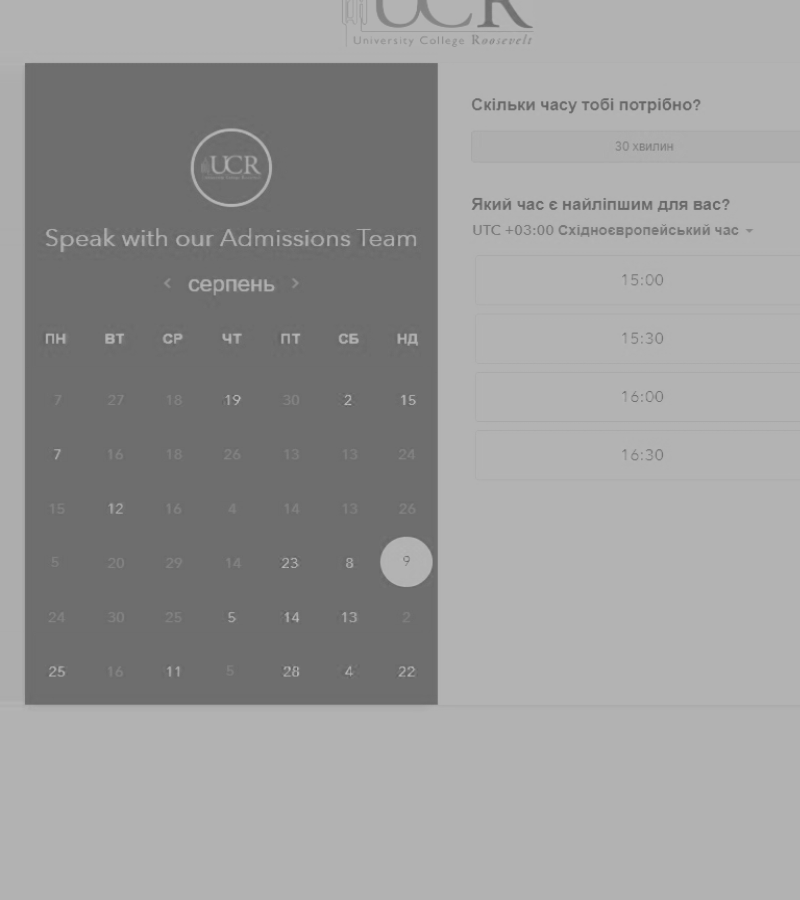 UCR
University College Roosevelt
UCR
Speak with our Admissions Team
серпень
ПН ВТ СР ЧТ ПТ СБ НД
7 27 18 19 30 2 15
7 16 18 26 13 13 24
15 12 16 4 14 13 26
5 20 29 14 23 8 9
24 30 25 5 14 13 2
25 16 11 5 28 4 22
Скільки часу тобі потрібно?
30 хвилин
Який час є найліпшим для вас?
UTC +03:00 Східноєвропейський час
15:00
15:30
16:00
16:30